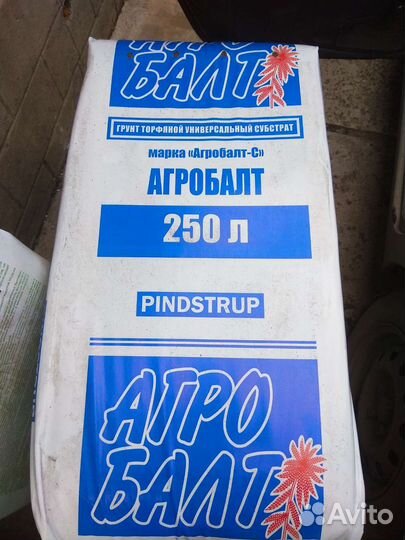 АГРО
БАЛТ
ГРУНТ ТОРФЯНОЙ УНИВЕРСАЛЬНЫЙ СУБСТРАТ
марка «Агробалт-С»
АГРОБАЛТ
250 л
PINDSTRUP
АГРО
БАЛТ
Avito